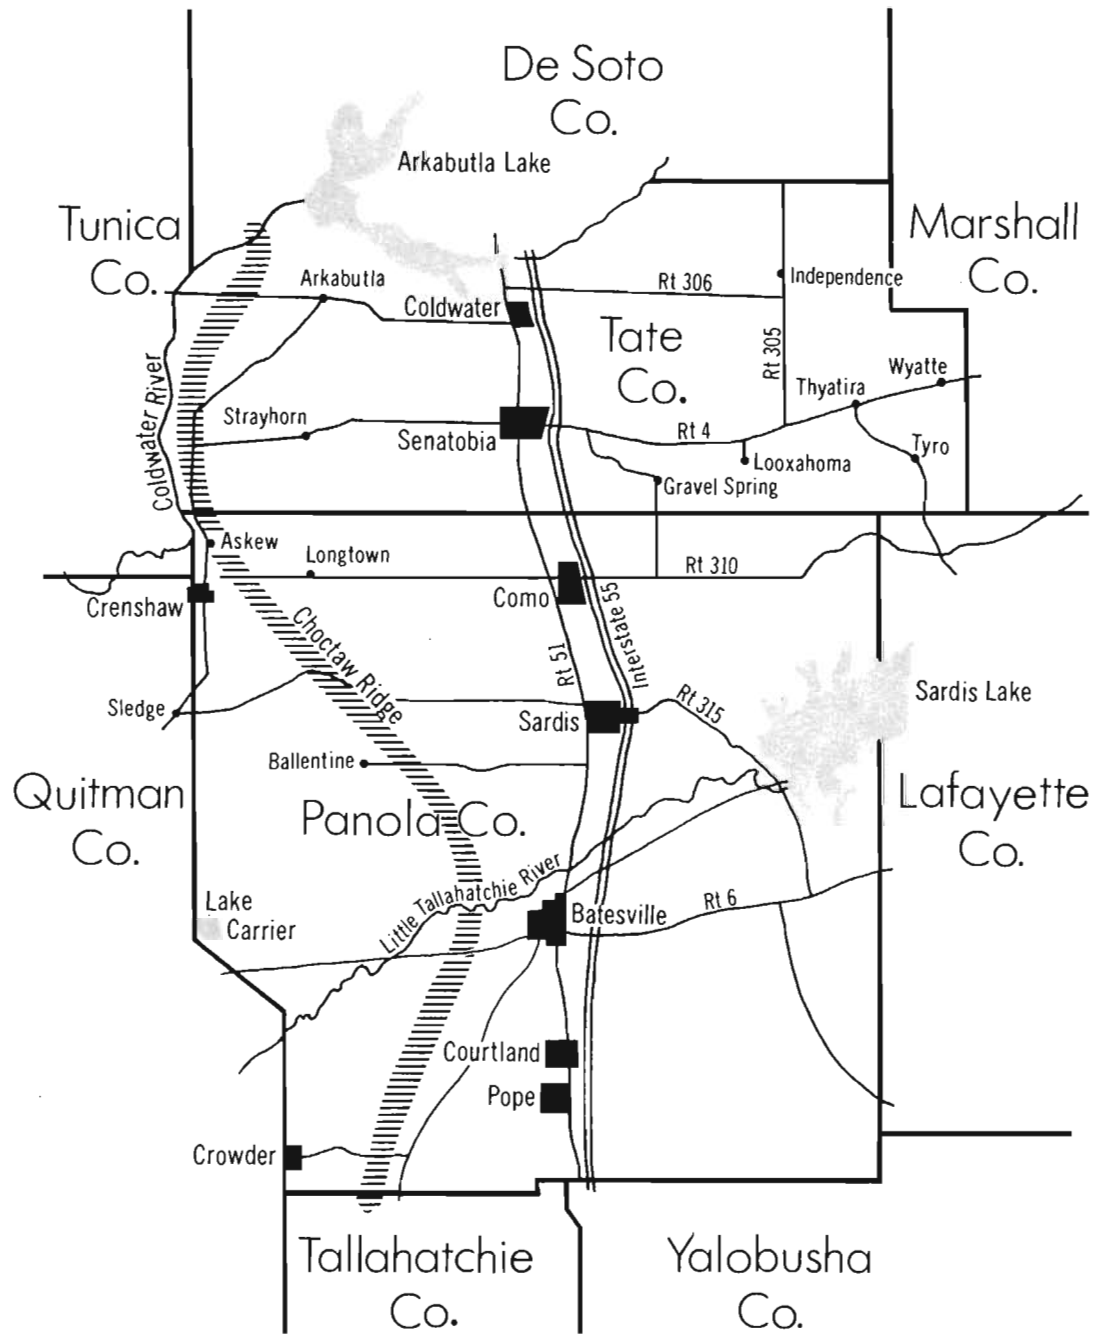 De Soto
Co.
Arkabutla Lake
Tunica
Co.
Marshall
Co.
Arkabutla
Rt 306
Independence
Coldwater
Tate
Co.
Rt 305
Coldwater River
Wyatte
Thyatira
Strayhorn
Senatobia
Rt 4
Looxahoma
Tyro
Gravel Spring
Askew
Longtown
Rt 310
Crenshaw
Como
Interstate 55
Choctaw Ridge
Rt 51
Sardis Lake
Sledge
Sardis
Rt 315
Ballentine
Quitman
Co.
Panola Co.
Lafayette
Co.
Little Tallahatchie River
Lake
Carrier
Batesville
Rt 6
Courtland
Pope
Crowder
Tallahatchie
Co.
Yalobusha
Co.